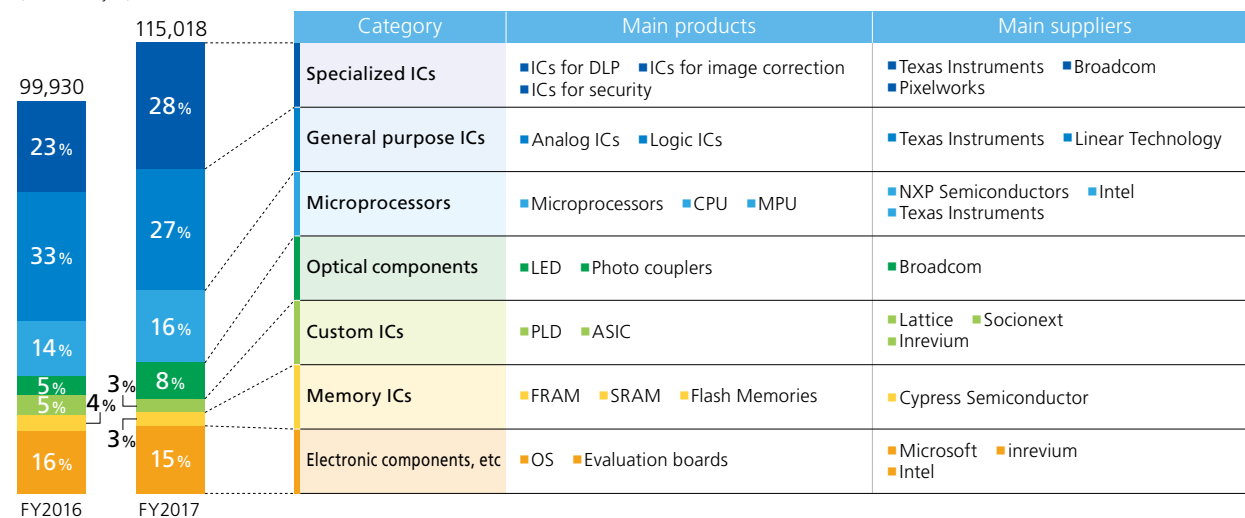 115,018
99,930
23%
33%
14%
5%
5%
4%
16%
FY2016
28%
27%
16%
8%
3%
3%
15%
FY2017
Category Main products Main suppliers
Specialized ICs
■ICs for DLP ■ICs for image correction
■ICs for security
■Texas Instruments ■Broadcom
■Pixelworks
General purpose ICs
■Analog ICs ■Logic ICs
■Texas Instruments ■Linear Technology
Microprocessors
■Microprocessors ■CPU ■MPU
■NXP Semiconductors ■Intel
■Texas Instruments
Optical components
■LED ■Photo couplers
■Broadcom
Custom ICs
■PLD ■ASIC
■Lattice ■Socionext
■Inrevium
Memory ICs
■FRAM ■SRAM ■Flash Memories
■Cypress Semiconductor
Electronic components, etc
■OS ■Evaluation boards
■Microsoft ■inrevium
■Intel